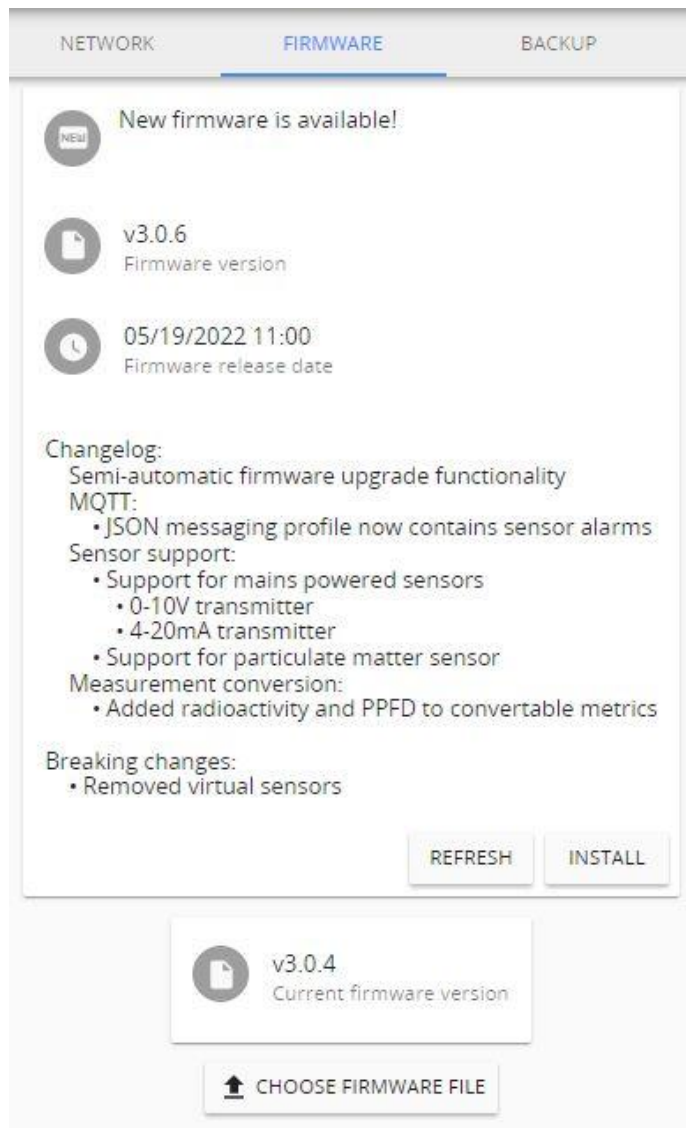 NETWORK FIRMWARE BACKUP
NEW
New firmware is available!
v3.0.6
Firmware version
05/19/2022 11:00
Firmware release date
Changelog:
Semi-automatic firmware upgrade functionality
MQTT:
• JSON messaging profile now contains sensor alarms
Sensor support:
• Support for mains powered sensors
• 0-10V transmitter
• 4-20mA transmitter
• Support for particulate matter sensor
Measurement conversion:
• Added radioactivity and PPFD to convertable metrics
Breaking changes:
• Removed virtual sensors
REFRESH INSTALL
v3.0.4
Current firmware version
CHOOSE FIRMWARE FILE